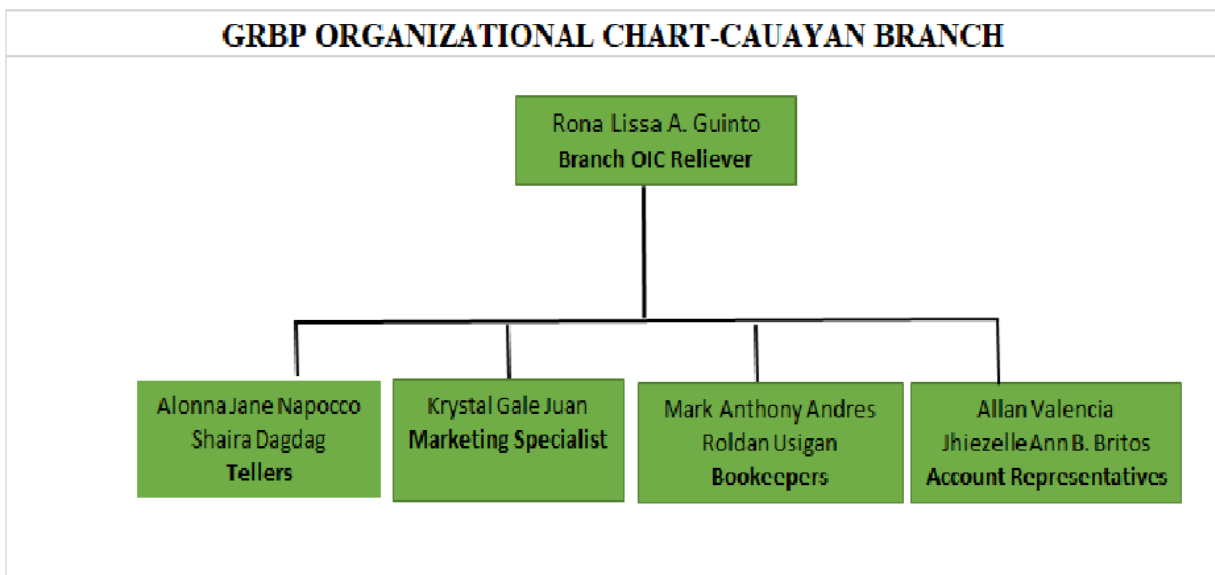 GRBP ORGANIZATIONAL CHART-CAUAYAN BRANCH
Rona Lissa A. Guinto
Branch OIC Reliever
Alonna Jane Napocco
Shaira Dagdag
Tellers
Krystal Gale Juan
Marketing Specialist
Mark Anthony Andres
Roldan Usigan
Bookeepers
Allan Valencia
Jhiezelle Ann B. Britos
Account Representatives